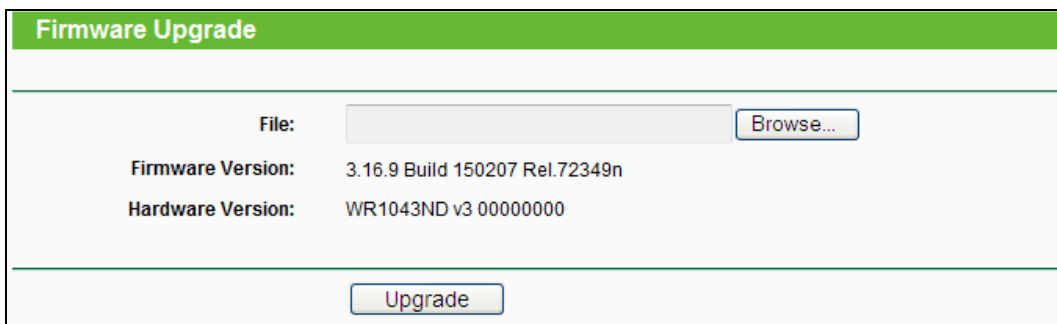 Firmware Upgrade
File: Browse...
Firmware Version: 3.16.9 Build 150207 Rel.72349n
Hardware Version: WR1043ND v3 00000000
Upgrade